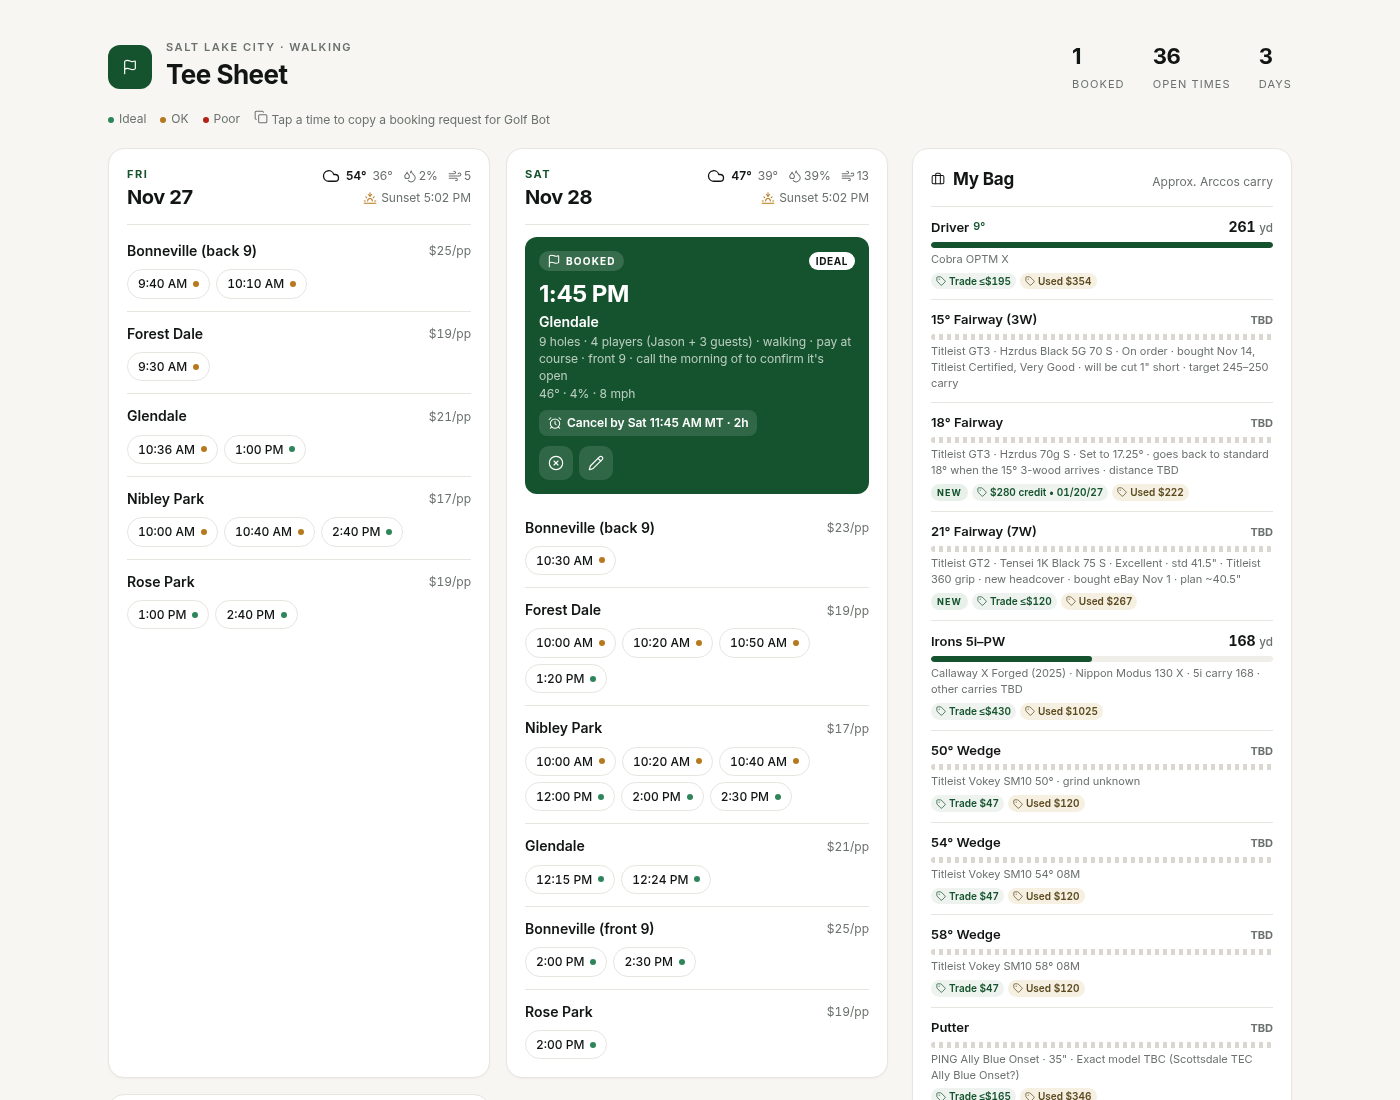 SALT LAKE CITY · WALKING
Tee Sheet
1
BOOKED
36
OPEN TIMES
3
DAYS
Ideal
OK
Poor
Tap a time to copy a booking request for Golf Bot
FRI
Nov 27
54° 36° 2% 5
Sunset 5:02 PM
Bonneville (back 9) $25/pp
9:40 AM 10:10 AM
Forest Dale $19/pp
9:30 AM
Glendale $21/pp
10:36 AM 1:00 PM
Nibley Park $17/pp
10:00 AM 10:40 AM 2:40 PM
Rose Park $19/pp
1:00 PM 2:40 PM
SAT
Nov 28
47° 39° 39% 13
Sunset 5:02 PM
BOOKED IDEAL
1:45 PM
Glendale
9 holes · 4 players (Jason + 3 guests) · walking · pay at
course · front 9 · call the morning of to confirm it's
open
46° · 4% · 8 mph
Cancel by Sat 11:45 AM MT · 2h
Bonneville (back 9) $23/pp
10:30 AM
Forest Dale $19/pp
10:00 AM 10:20 AM 10:50 AM
1:20 PM
Nibley Park $17/pp
10:00 AM 10:20 AM 10:40 AM
12:00 PM 2:00 PM 2:30 PM
Glendale $21/pp
12:15 PM 12:24 PM
Bonneville (front 9) $25/pp
2:00 PM 2:30 PM
Rose Park $19/pp
2:00 PM
My Bag Approx. Arccos carry
Driver 9° 261 yd
Cobra OPTM X
Trade ≤$195 Used $354
15° Fairway (3W) TBD
Titleist GT3 · Hzrdus Black 5G 70 S · On order · bought Nov 14,
Titleist Certified, Very Good · will be cut 1" short · target 245–250
carry
18° Fairway TBD
Titleist GT3 · Hzrdus 70g S · Set to 17.25° · goes back to standard
18° when the 15° 3-wood arrives · distance TBD
NEW $280 credit • 01/20/27 Used $222
21° Fairway (7W) TBD
Titleist GT2 · Tensei 1K Black 75 S · Excellent · std 41.5" · Titleist
360 grip · new headcover · bought eBay Nov 1 · plan ~40.5"
NEW Trade ≤$120 Used $267
Irons 5i–PW 168 yd
Callaway X Forged (2025) · Nippon Modus 130 X · 5i carry 168 ·
other carries TBD
Trade ≤$430 Used $1025
50° Wedge TBD
Titleist Vokey SM10 50° · grind unknown
Trade $47 Used $120
54° Wedge TBD
Titleist Vokey SM10 54° 08M
Trade $47 Used $120
58° Wedge TBD
Titleist Vokey SM10 58° 08M
Trade $47 Used $120
Putter TBD
PING Ally Blue Onset · 35" · Exact model TBC (Scottsdale TEC
Ally Blue Onset?)
Trade ≤$165 Used $346